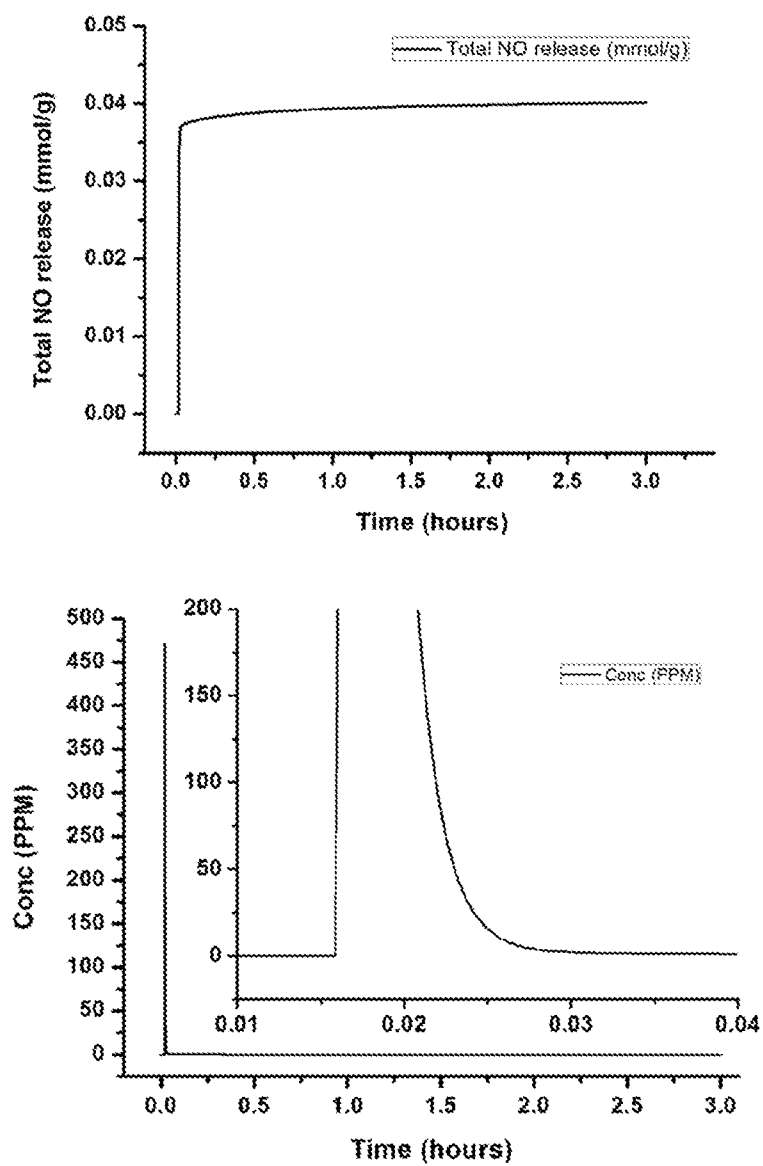 0.05
Total NO release (mmol/g)
0.04
0.03
0.02
0.01
0.00
Total NO release (mmol/g)
0.0 0.5 1.0 1.5 2.0 2.5 3.0
Time (hours)
500
450
400
350
300
250
200
150
100
50
0
Conc (PPM)
200
150
100
50
0
Conc (PPM)
0.01 0.02 0.03 0.04
0.0 0.5 1.0 1.5 2.0 2.5 3.0
Time (hours)